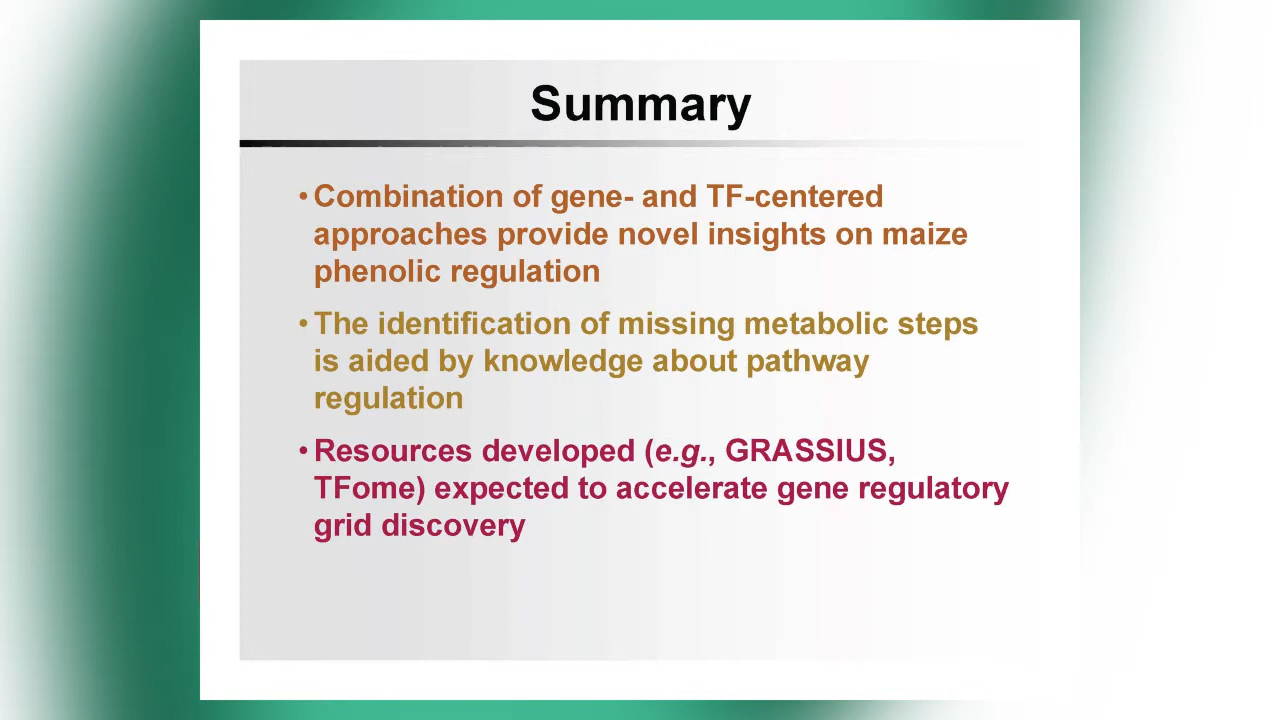 Summary
•Combination of gene- and TF-centered
approaches provide novel insights on maize
phenolic regulation
•The identification of missing metabolic steps
is aided by knowledge about pathway
regulation
•Resources developed (e.g., GRASSIUS,
TFome) expected to accelerate gene regulatory
grid discovery